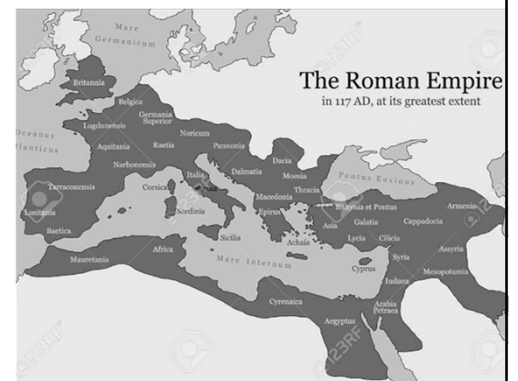 Mare
Germanicum
The Roman Empire
in 117 AD, at its greatest extent
Britannia
Belgica
Germania
Superior
Lugdunensis
Noricum
Oceanus
Atlanticus
Aquitania
Raetia
Pannonia
Narbonensis
Dacia
Italia
Dalmatia
Moesia
Pontus Euxinus
Tarraconensis
Corsica
Roma
Thracia
Macedonia
Bithynia et Pontus
Armenia
Lusitania
Sardinia
Epirus
Asia
Galatia
Cappadocia
Baetica
Sicilia
Achaia
Lycia
Cilicia
Assyria
Mauretania
Africa
Mare Internum
Cyprus
Syria
Mesopotamia
Iudaea
Cyrenaica
Arabia
Petraea
Aegyptus
123RF